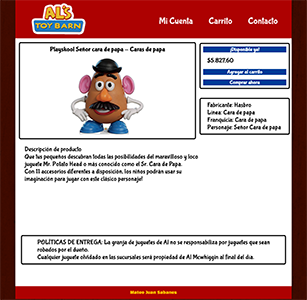 AL'S
TOY BARN
Mi Cuenta
Carrito
Contacto
Playskool Señor cara de papa - Caras de papa
¡Disponible ya!
$5.827,60
Agregar al carrito
Comprar ahora
Fabricante: Hasbro
Linea: Cara de papa
Franquicia: Cara de papa
Personaje: Señor Cara de papa
Descripción de producto:
Que tus pequeños descubran todas las posibilidades del maravilloso y loco
juguete Mr. Potato Head o más conocido como el Sr. Cara de Papa.
Con 11 accesorios diferentes a disposición, los niños podrán usar su
imaginación para jugar con este clásico personaje!
POLÍTICAS DE ENTREGA: La granja de juguetes de Al no se responsabiliza por juguetes que sean
robados por el dueño.
Cualquier juguete olvidado en las sucursales será propiedad de Al Mcwhiggin al final del dia.
Mateo Juan Sabanes